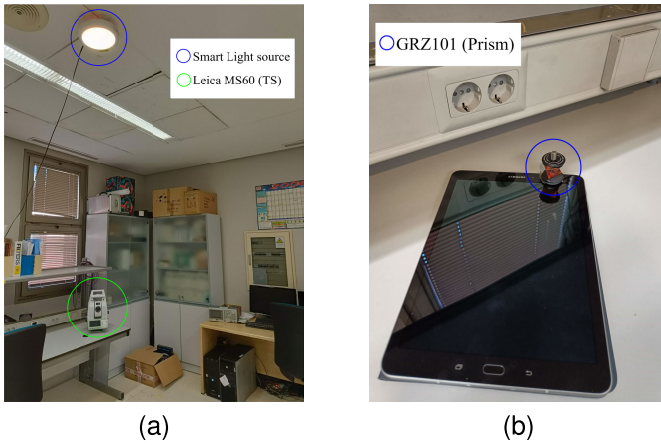 Smart Light source
Leica MS60 (TS)
GRZ101 (Prism)
SAMSUNG
(a)
(b)